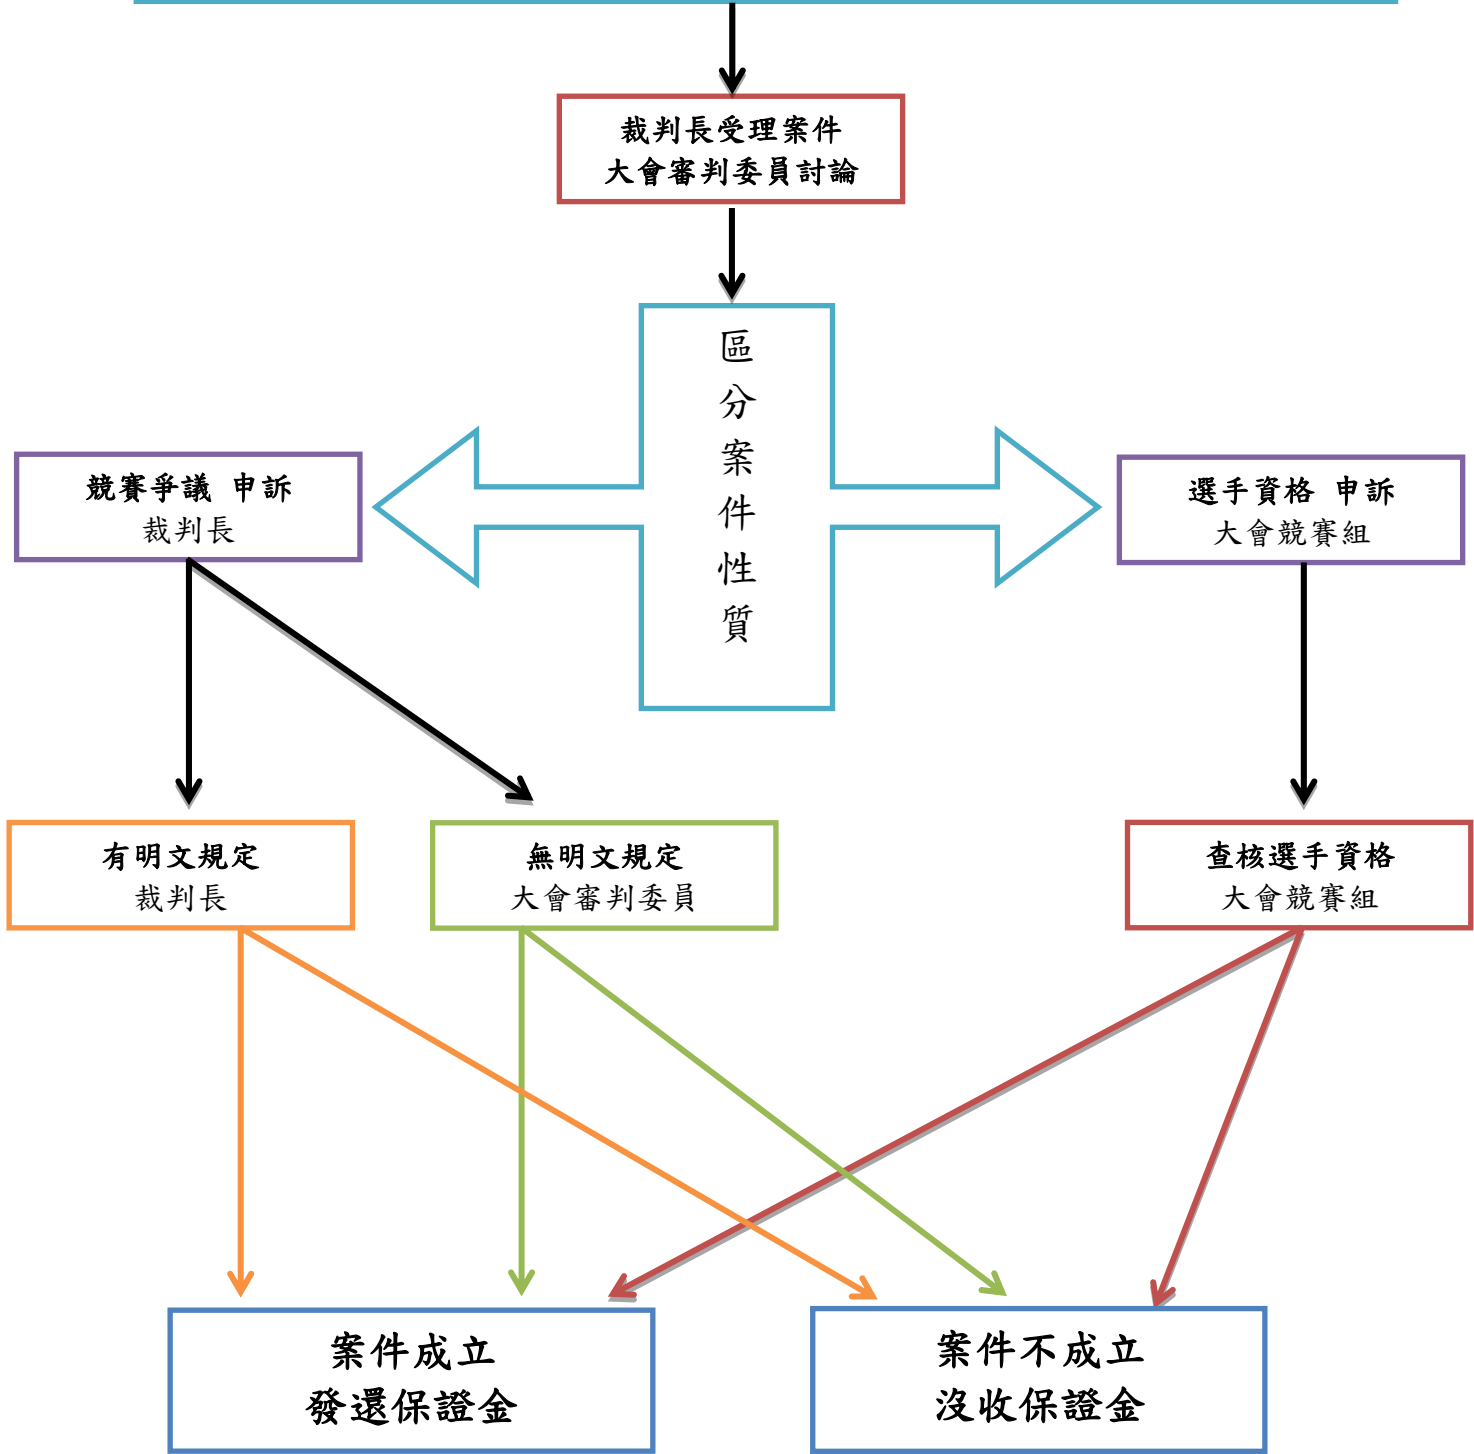 裁判長受理案件
大會審判委員討論
區
分
案
件
性
質
競賽爭議 申訴
裁判長
選手資格 申訴
大會競賽組
有明文規定
裁判長
無明文規定
大會審判委員
查核選手資格
大會競賽組
案件成立
發還保證金
案件不成立
沒收保證金